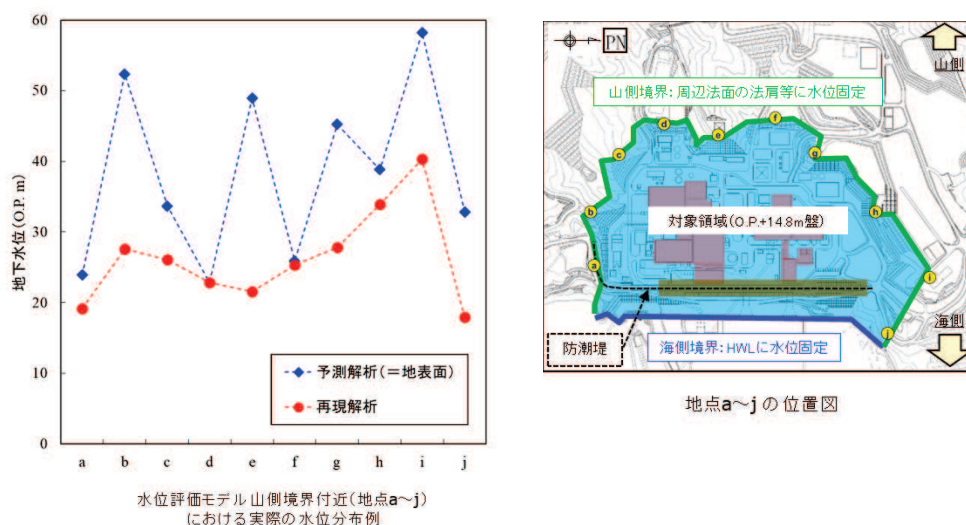 地下水位(O.P. m)
60
50
40
30
20
10
0
a b c d e f g h i j
予測解析(=地表面)
再現解析
水位評価モデル山側境界付近(地点a~j)
における実際の水位分布例
PN
山側
山側境界:周辺法面の法肩等に水位固定
d
e
f
c
g
b
h
対象領域(O.P.+14.8m盤)
a
i
j
海側
防潮堤
海側境界:HWLに水位固定
地点a~jの位置図